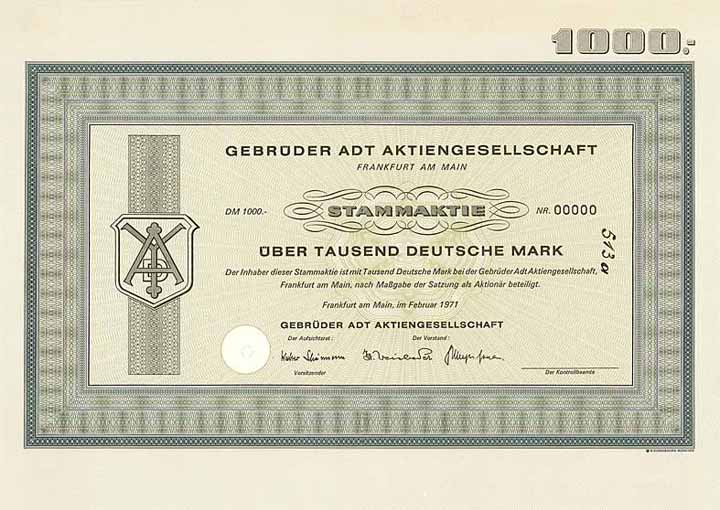 1000.-
GEBRÜDER ADT AKTIENGESELLSCHAFT
FRANKFURT AM MAIN
DM 1000.- STAMMAKTIE NR. 00000
513a
ÜBER TAUSEND DEUTSCHE MARK
Der Inhaber dieser Stammaktie ist mit Tausend Deutsche Mark bei der Gebrüder Adt Aktiengesellschaft,
Frankfurt am Main, nach Maßgabe der Satzung als Aktionär beteiligt.
Frankfurt am Main, im Februar 1971
GEBRÜDER ADT AKTIENGESELLSCHAFT
Der Aufsichtsrat: Der Vorstand:
Vorsitzender
Der Kontrollbeamte